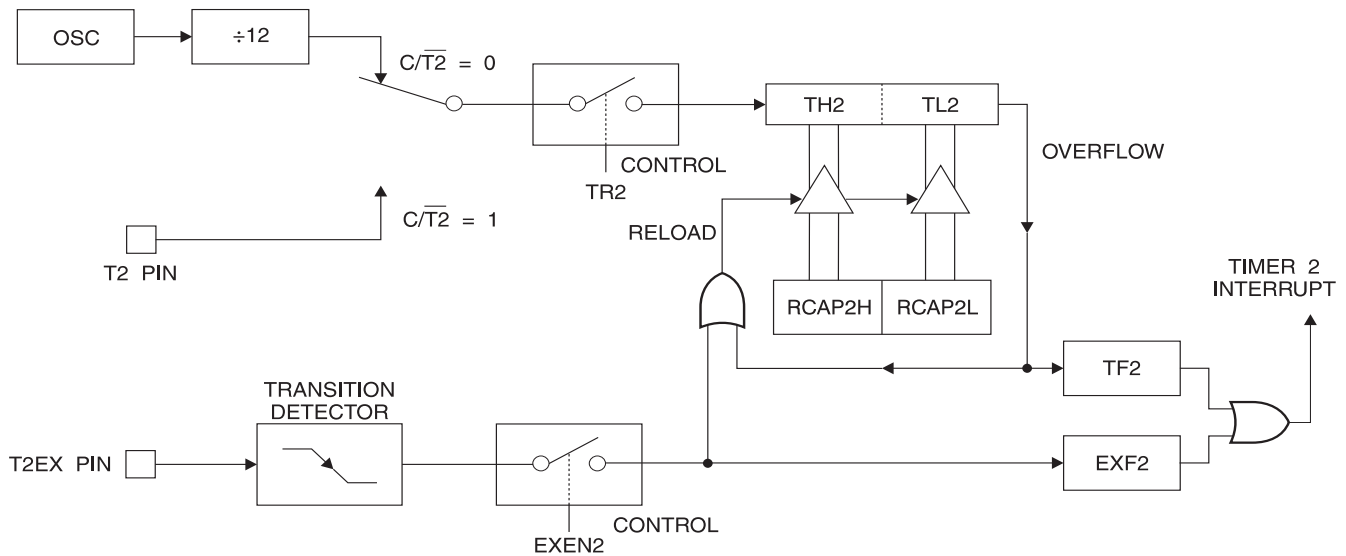 OSC
÷12
C/T2̅ = 0
TH2
TL2
OVERFLOW
CONTROL
TR2
C/T2̅ = 1
T2 PIN
RELOAD
RCAP2H
RCAP2L
TIMER 2
INTERRUPT
TF2
TRANSITION
DETECTOR
T2EX PIN
EXF2
CONTROL
EXEN2